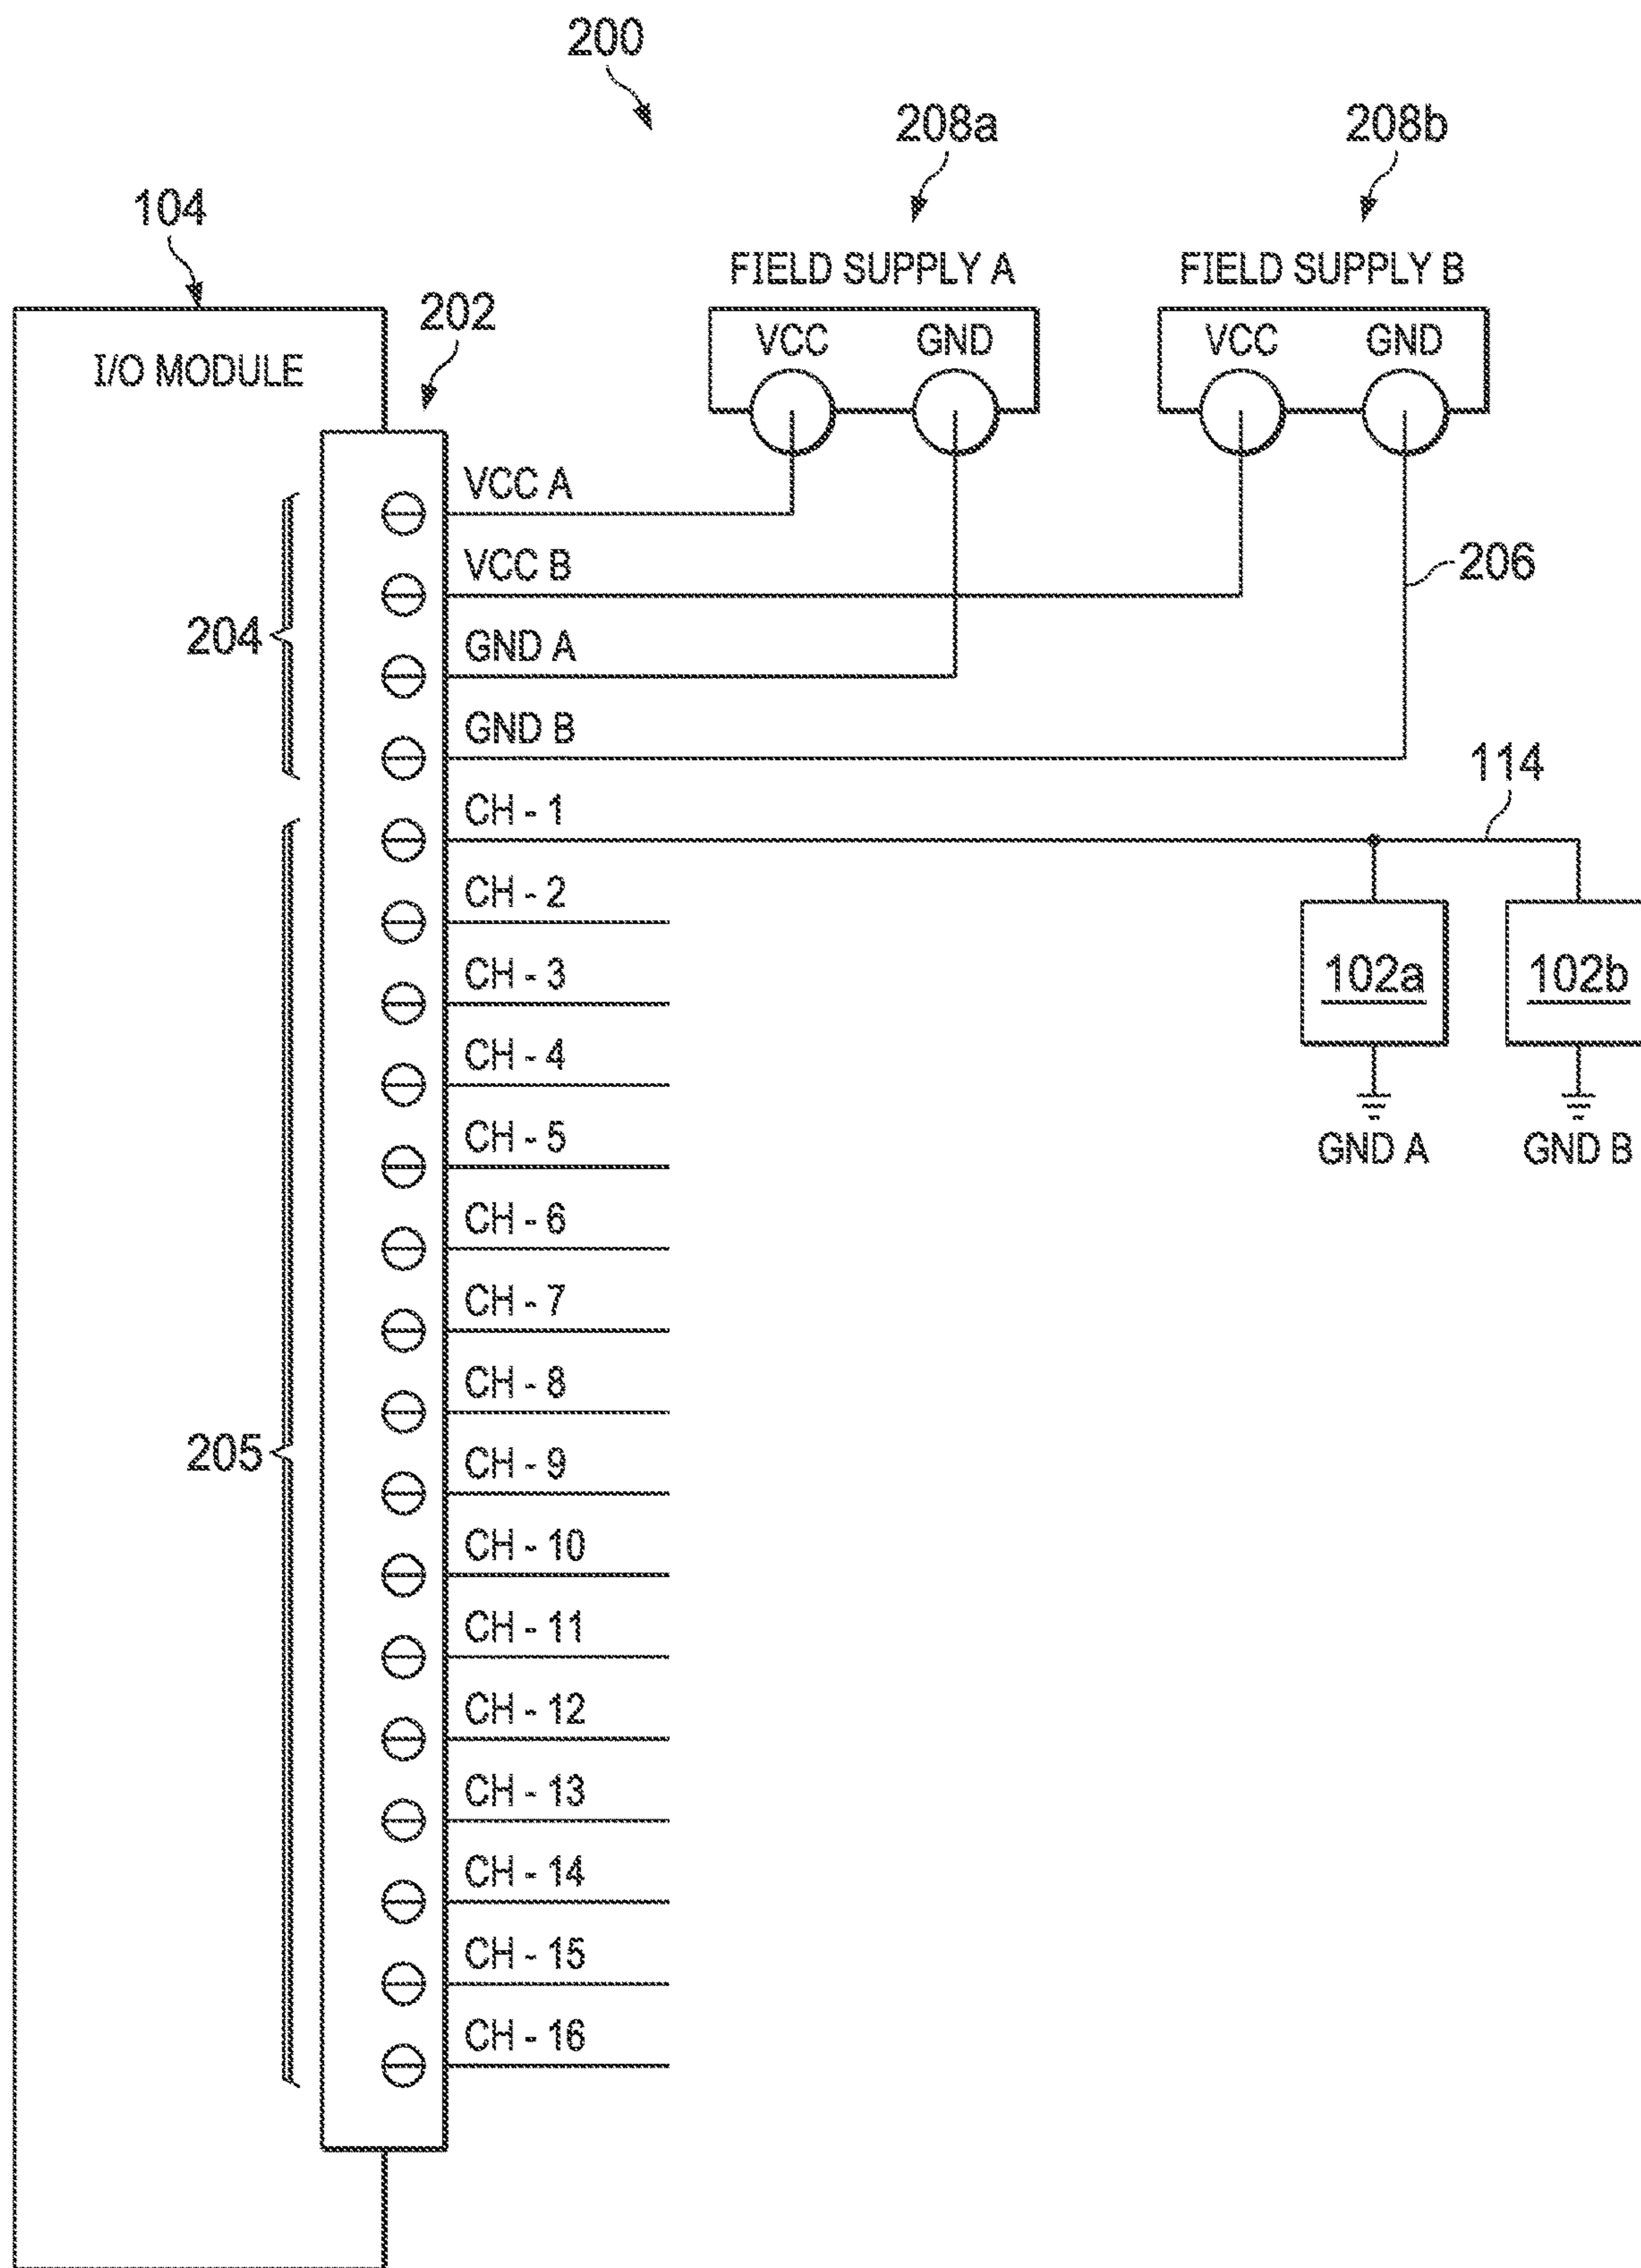 200
208a
208b
104
FIELD SUPPLY A
FIELD SUPPLY B
202
VCC
GND
VCC
GND
I/O MODULE
VCC A
VCC B
206
204
GND A
GND B
114
CH - 1
CH - 2
102a
102b
CH - 3
CH - 4
CH - 5
GND A
GND B
CH - 6
CH - 7
CH - 8
205
CH - 9
CH - 10
CH - 11
CH - 12
CH - 13
CH - 14
CH - 15
CH - 16